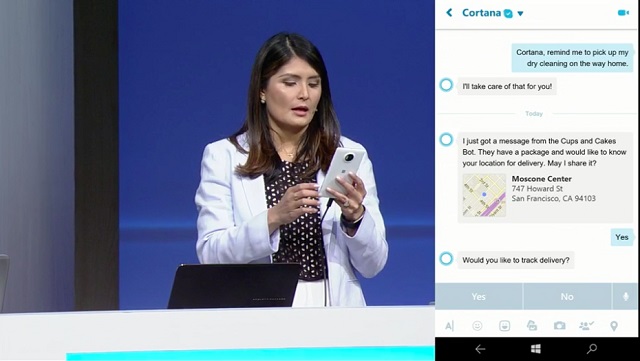 Cortana
Cortana, remind me to pick up my
dry cleaning on the way home.
I'll take care of that for you!
Today
I just got a message from the Cups and Cakes
Bot. They have a package and would like to know
your location for delivery. May I share it?
Moscone Center
747 Howard St
San Francisco, CA 94103
Yes
Would you like to track delivery?
Yes
No
A